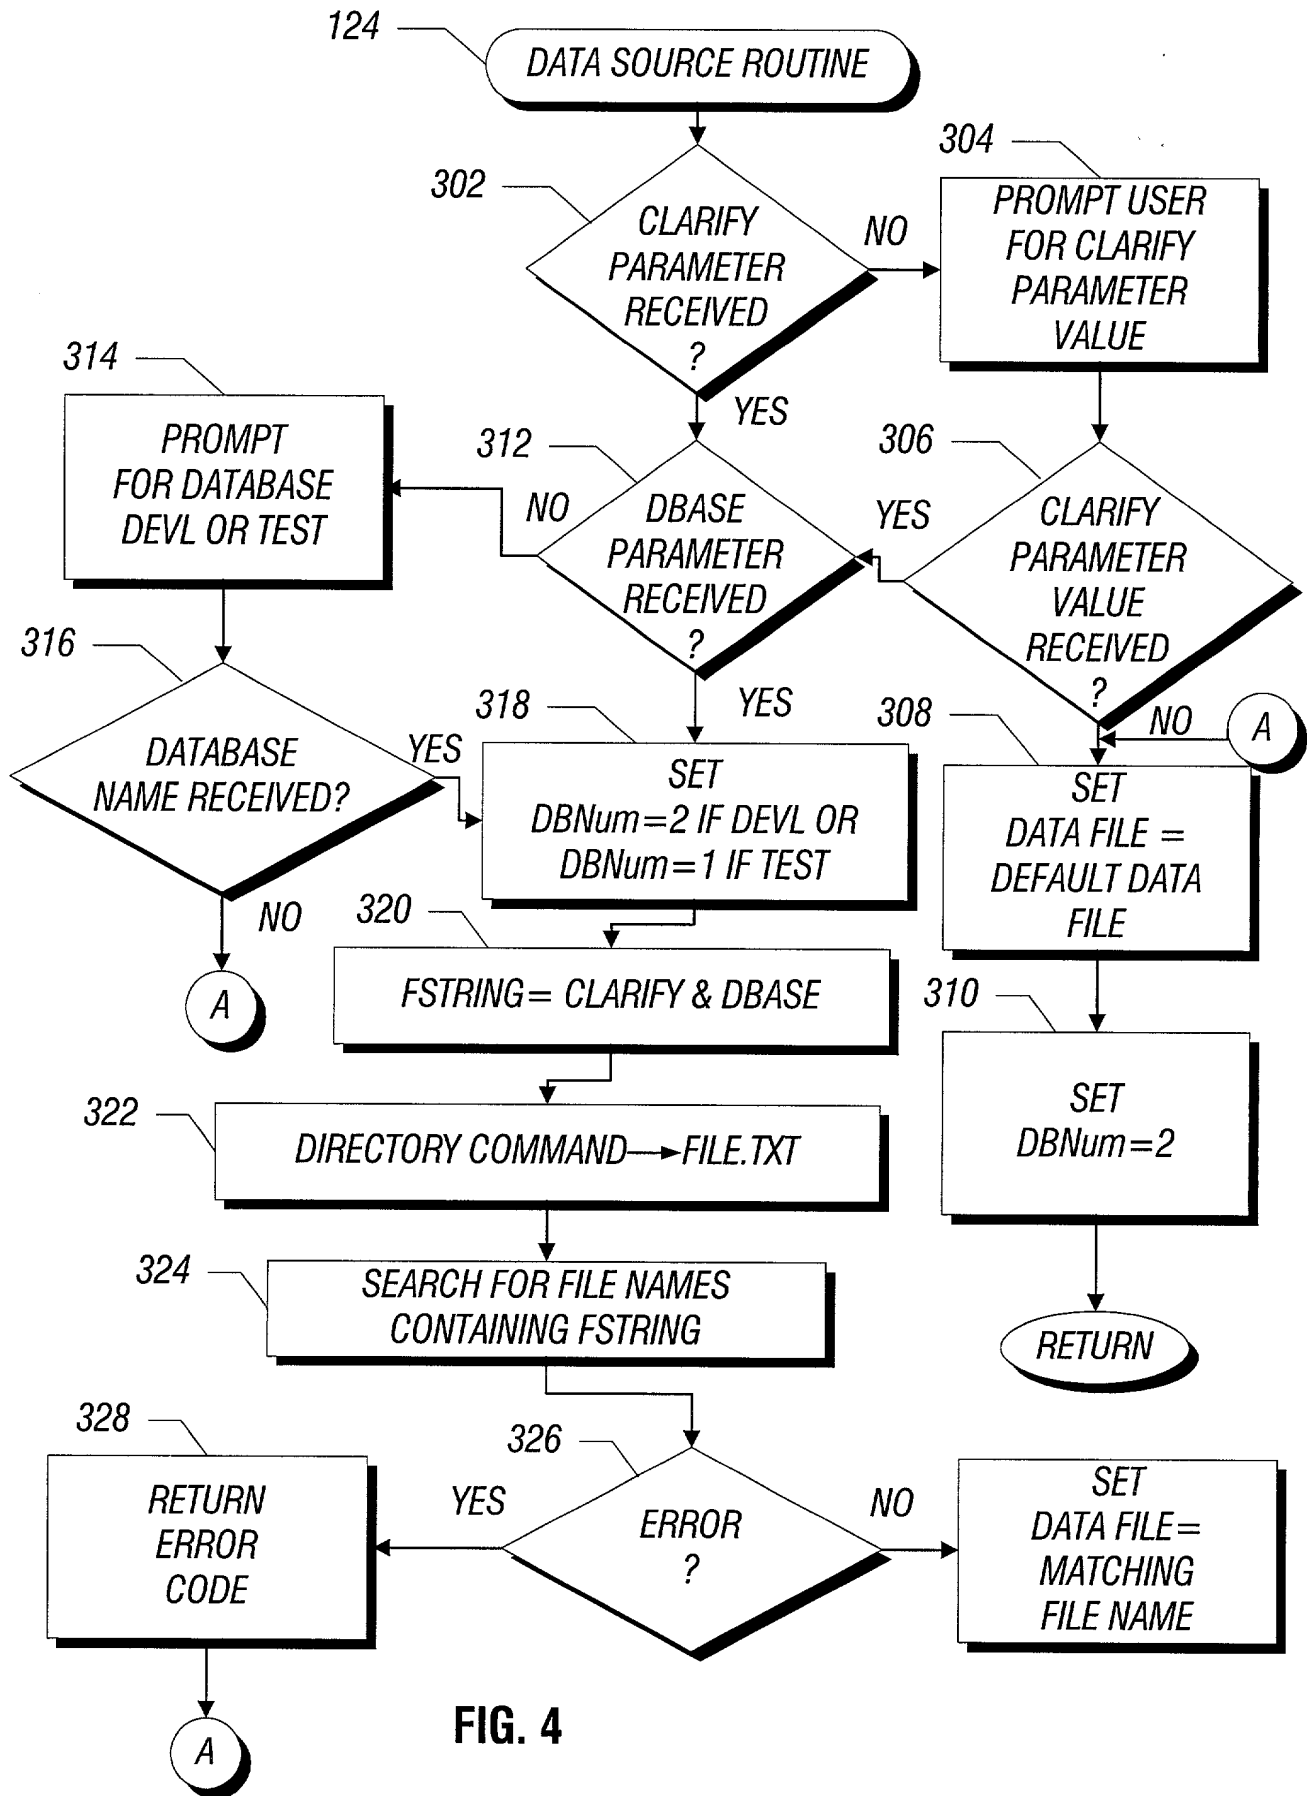 124
DATA SOURCE ROUTINE
302
CLARIFY
PARAMETER
RECEIVED
?
NO
304
PROMPT USER
FOR CLARIFY
PARAMETER
VALUE
YES
314
PROMPT
FOR DATABASE
DEVL OR TEST
312
DBASE
PARAMETER
RECEIVED
?
NO
YES
306
CLARIFY
PARAMETER
VALUE
RECEIVED
?
YES
NO
A
316
DATABASE
NAME RECEIVED?
YES
NO
A
318
SET
DBNum=2 IF DEVL OR
DBNum=1 IF TEST
308
SET
DATA FILE =
DEFAULT DATA
FILE
320
FSTRING= CLARIFY & DBASE
310
SET
DBNum=2
322
DIRECTORY COMMAND→FILE.TXT
324
SEARCH FOR FILE NAMES
CONTAINING FSTRING
RETURN
326
ERROR
?
YES
NO
328
RETURN
ERROR
CODE
SET
DATA FILE=
MATCHING
FILE NAME
A
FIG. 4